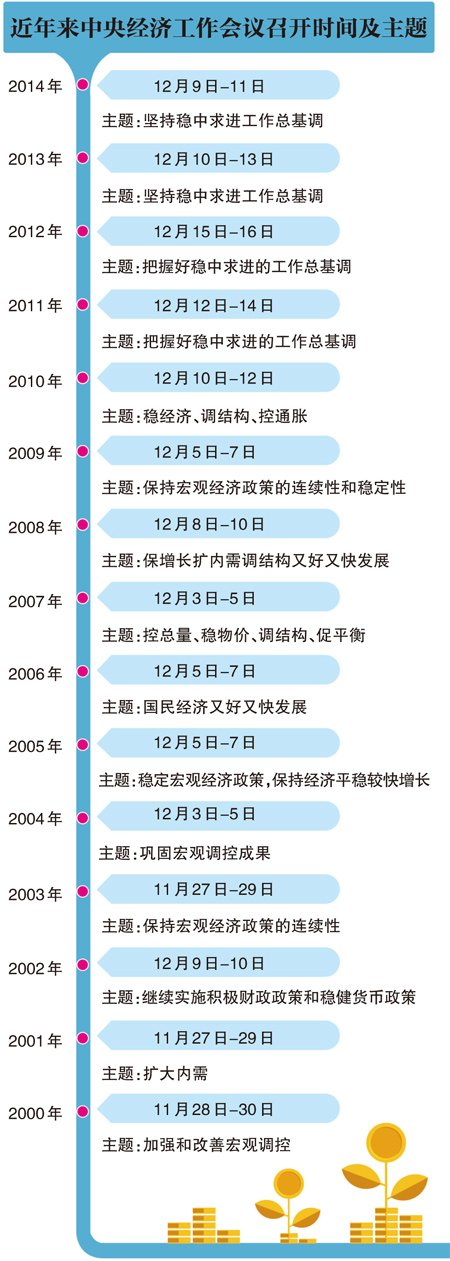 近年来中央经济工作会议召开时间及主题
2014年
12月9日-11日
主题:坚持稳中求进工作总基调
2013年
12月10日-13日
主题:坚持稳中求进工作总基调
2012年
12月15日-16日
主题:把握好稳中求进的工作总基调
2011年
12月12日-14日
主题:把握好稳中求进的工作总基调
2010年
12月10日-12日
主题:稳经济、调结构、控通胀
2009年
12月5日-7日
主题:保持宏观经济政策的连续性和稳定性
2008年
12月8日-10日
主题:保增长扩内需调结构又好又快发展
2007年
12月3日-5日
主题:控总量、稳物价、调结构、促平衡
2006年
12月5日-7日
主题:国民经济又好又快发展
2005年
12月5日-7日
主题:稳定宏观经济政策,保持经济平稳较快增长
2004年
12月3日-5日
主题:巩固宏观调控成果
2003年
11月27日-29日
主题:保持宏观经济政策的连续性
2002年
12月9日-10日
主题:继续实施积极财政政策和稳健货币政策
2001年
11月27日-29日
主题:扩大内需
2000年
11月28日-30日
主题:加强和改善宏观调控